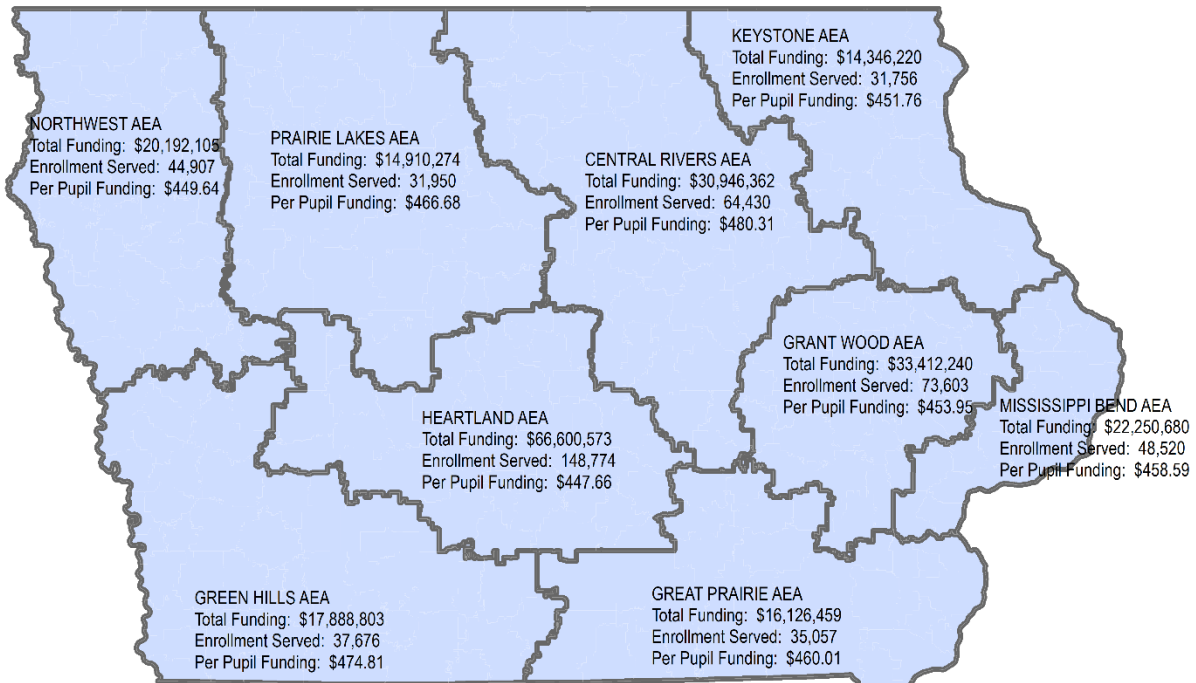 KEYSTONE AEA
Total Funding: $14,346,220
Enrollment Served: 31,756
Per Pupil Funding: $451.76
NORTHWEST AEA
Total Funding: $20,192,105
Enrollment Served: 44,907
Per Pupil Funding: $449.64
PRAIRIE LAKES AEA
Total Funding: $14,910,274
Enrollment Served: 31,950
Per Pupil Funding: $466.68
CENTRAL RIVERS AEA
Total Funding: $30,946,362
Enrollment Served: 64,430
Per Pupil Funding: $480.31
GRANT WOOD AEA
Total Funding: $33,412,240
Enrollment Served: 73,603
Per Pupil Funding: $453.95
MISSISSIPPI BEND AEA
Total Funding: $22,250,680
Enrollment Served: 48,520
Per Pupil Funding: $458.59
HEARTLAND AEA
Total Funding: $66,600,573
Enrollment Served: 148,774
Per Pupil Funding: $447.66
GREEN HILLS AEA
Total Funding: $17,888,803
Enrollment Served: 37,676
Per Pupil Funding: $474.81
GREAT PRAIRIE AEA
Total Funding: $16,126,459
Enrollment Served: 35,057
Per Pupil Funding: $460.01